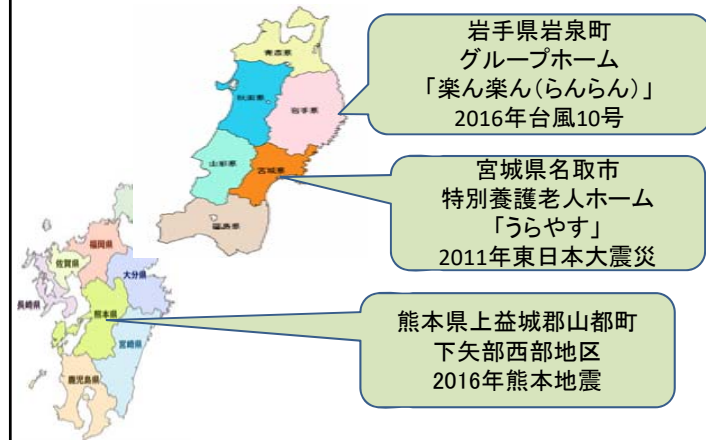 岩手県岩泉町
グループホーム
「楽ん楽ん(らんらん)」
2016年台風10号
宮城県名取市
特別養護老人ホーム
「うらやす」
2011年東日本大震災
熊本県上益城郡山都町
下矢部西部地区
2016年熊本地震
青森県
秋田県
岩手県
山形県
宮城県
福島県
福岡県
佐賀県
大分県
長崎県
熊本県
宮崎県
鹿児島県